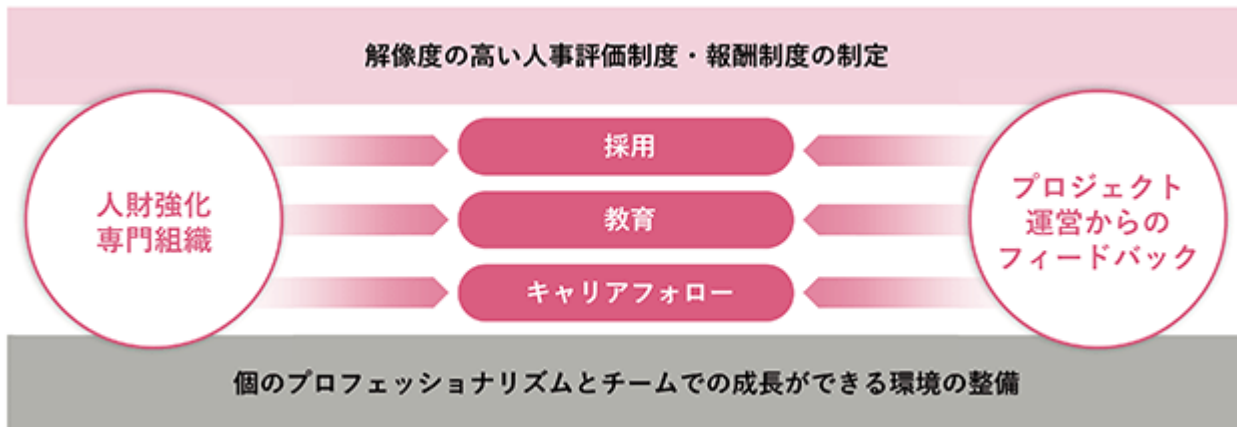 解像度の高い人事評価制度・報酬制度の制定
人財強化
専門組織
採用
教育
キャリアフォロー
プロジェクト
運営からの
フィードバック
個のプロフェッショナリズムとチームでの成長ができる環境の整備